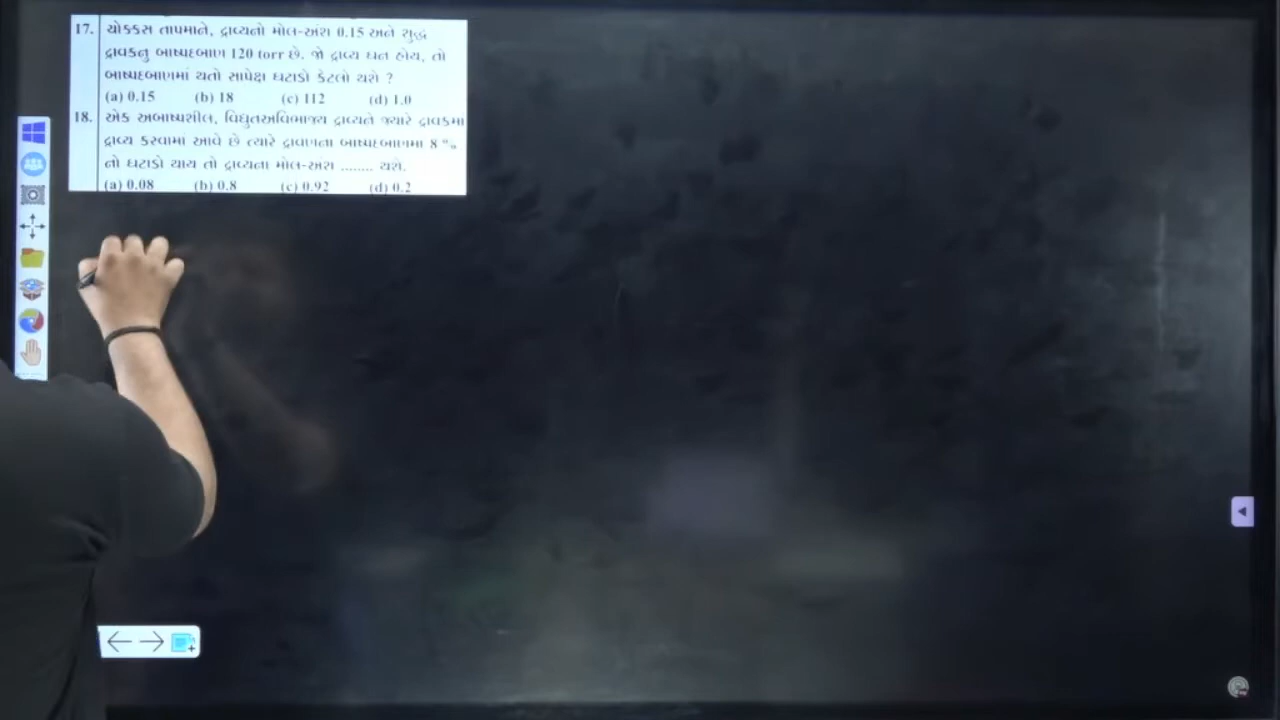 17. ચોક્કસ તાપમાને, દ્રાવ્યનો મોલ-અંશ 0.15 અને શુદ્ધ
દ્રાવકનુ બાષ્પદબાણ 120 torr છે. જો દ્રાવ્ય ઘન હોય, તો
બાષ્પદબાણમાં થતો સાપેક્ષ ઘટાડો કેટલો થશે ?
(a) 0.15 (b) 18 (c) 112 (d) 1.0
18. એક અબાષ્પશીલ, વિદ્યુતઅવિભાજ્ય દ્રાવ્યને જ્યારે દ્રાવકમા
દ્રાવ્ય કરવામાં આવે છે ત્યારે દ્રાવણના બાષ્પદબાણમા 8 %
નો ઘટાડો થાય તો દ્રાવ્યના મોલ-અંશ ........ થશે.
(a) 0.08 (b) 0.8 (c) 0.92 (d) 0.2